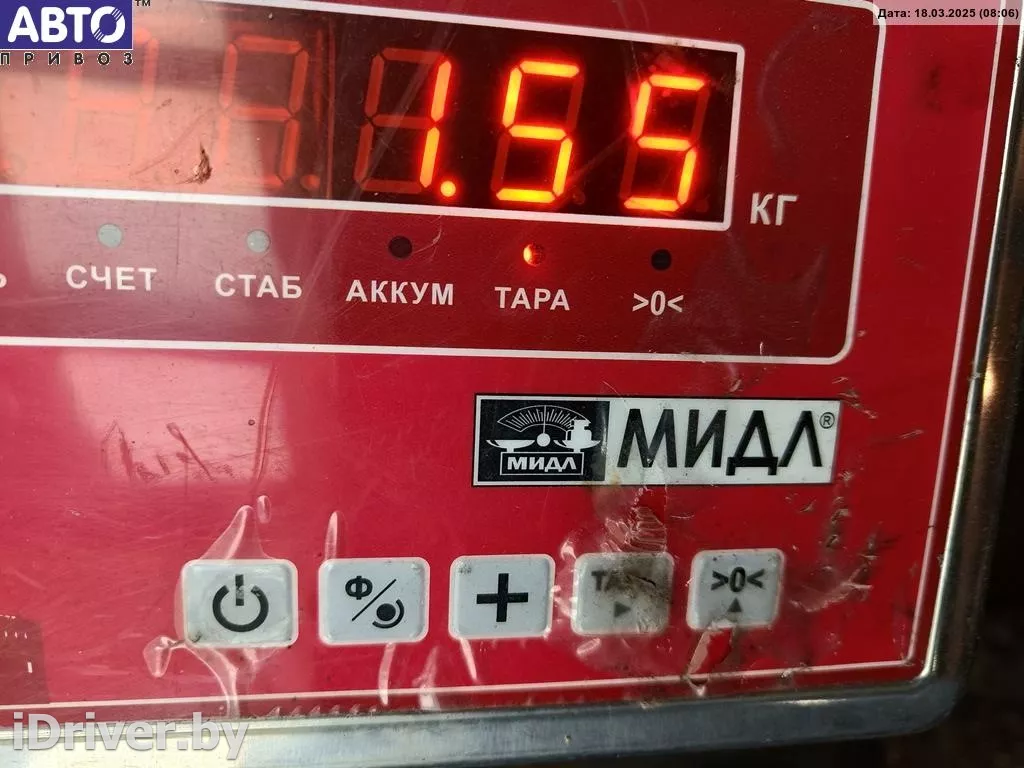 АВТО
ПРИВОЗ
™
Дата: 18.03.2025 (08:06)
1.55
КГ
Ь СЧЕТ СТАБ АККУМ ТАРА >0<
МИДЛ МИДЛ®
Ф + >0<
iDriver.by